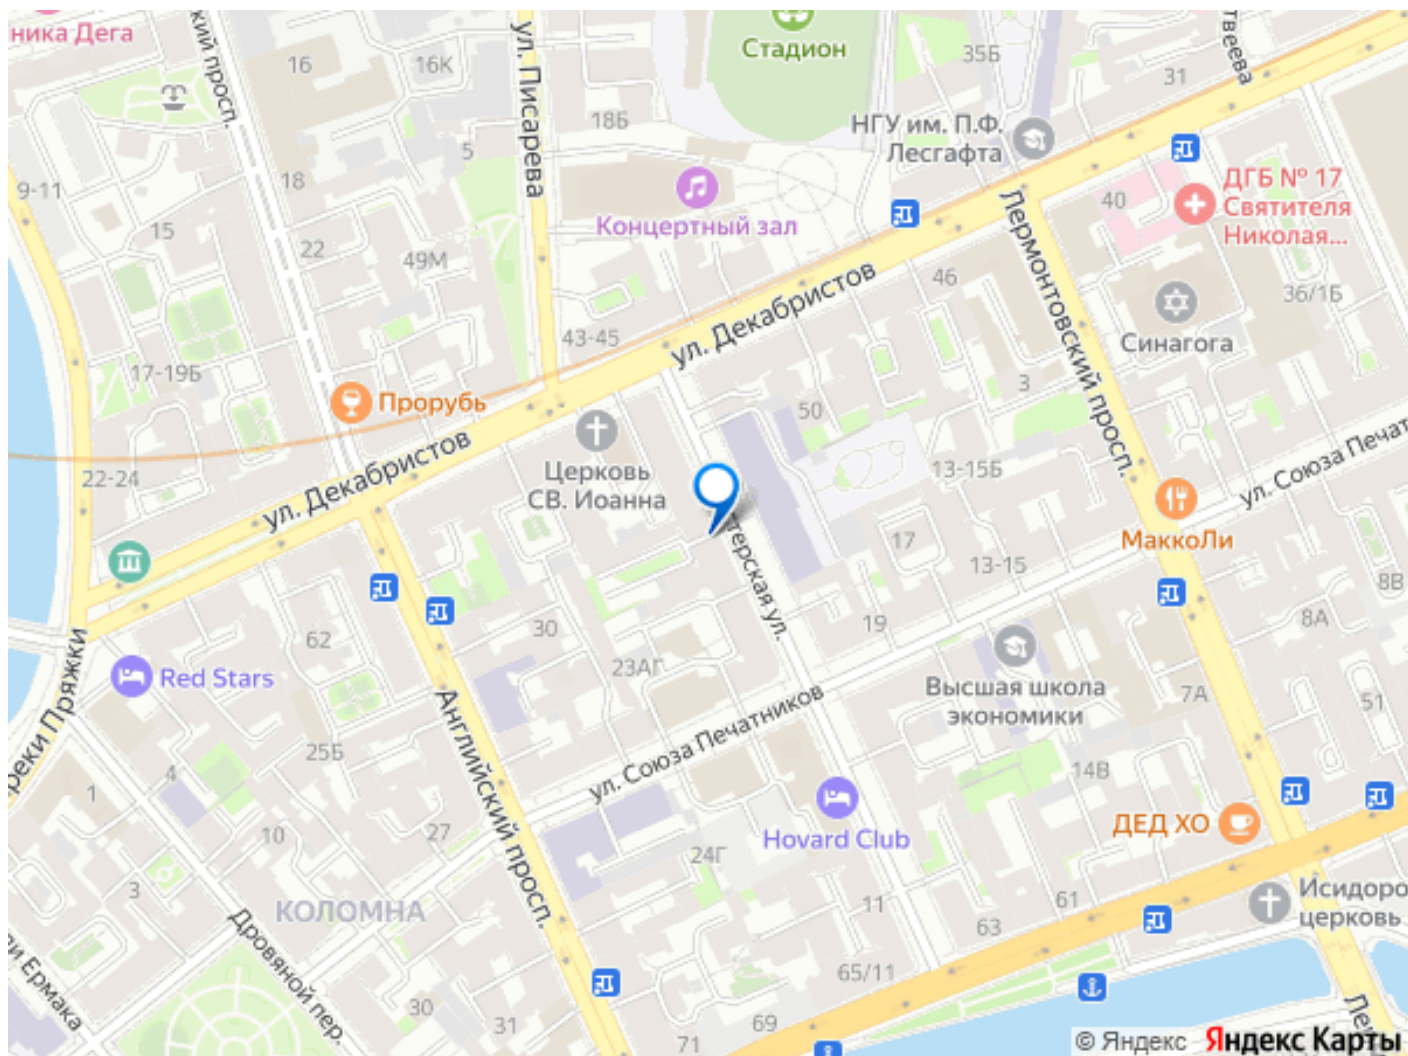 ника Дега
кий просп.
16
16К
ул. Писарева
Стадион
35Б
твеева
31
18Б
НГУ им. П.Ф.
Лесгафта
5
9-11
18
ДГБ № 17
Святителя
Николая...
40
Концертный зал
15
22
49М
Лермонтовский просп.
46
36/1Б
ул. Декабристов
Синагога
43-45
17-19Б
3
Прорубь
50
22-24
ул. Декабристов
Церковь
СВ. Иоанна
13-15Б
ул. Союза Печат
МаккоЛи
17
13-15
терская ул.
8В
8А
62
30
19
реки Пряжки
Red Stars
23АГ
Высшая школа
экономики
7А
51
Английский просп.
ул. Союза Печатников
25Б
4
1
14В
10
27
Hovard Club
ДЕД ХО
24Г
3
КОЛОМНА
11
61
63
Исидоро
церковь
Дровяной пер.
и Ермака
65/11
30
31
69
71
Ле
© Яндекс Яндекс Карты